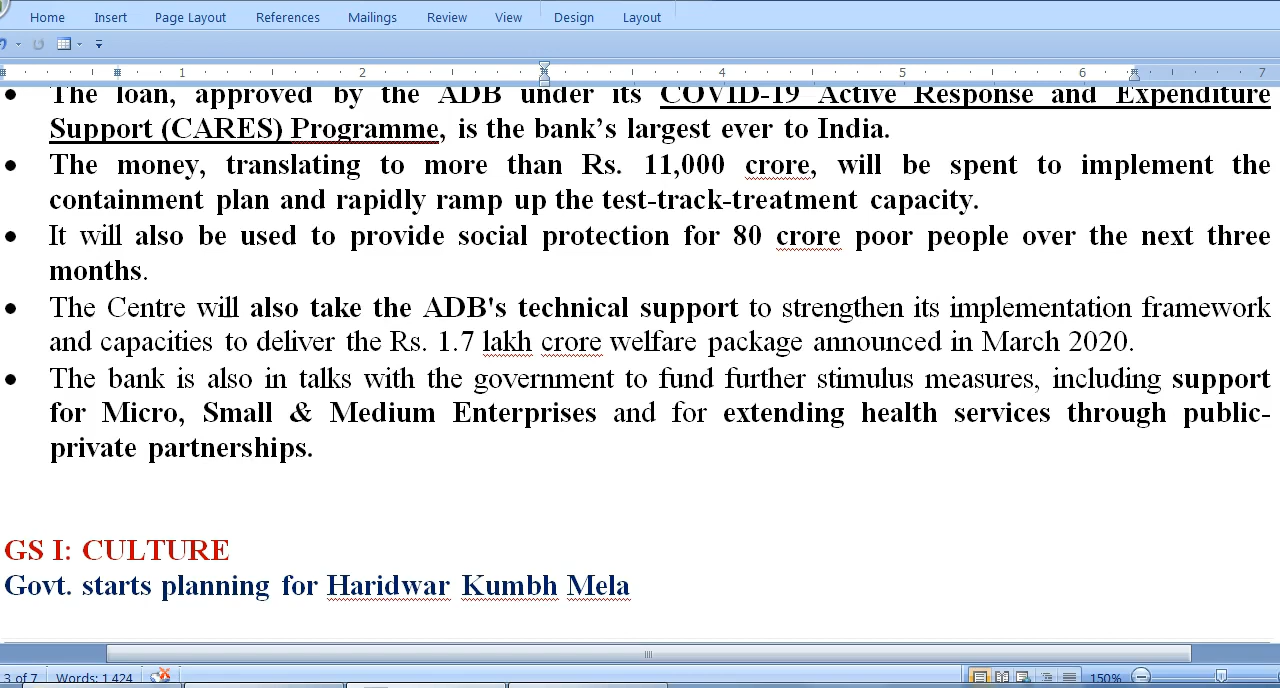 Home Insert Page Layout References Mailings Review View Design Layout
1 2 4 5 6 7
• The loan, approved by the ADB under its COVID-19 Active Response and Expenditure
Support (CARES) Programme, is the bank’s largest ever to India.
• The money, translating to more than Rs. 11,000 crore, will be spent to implement the
containment plan and rapidly ramp up the test-track-treatment capacity.
• It will also be used to provide social protection for 80 crore poor people over the next three
months.
• The Centre will also take the ADB's technical support to strengthen its implementation framework
and capacities to deliver the Rs. 1.7 lakh crore welfare package announced in March 2020.
• The bank is also in talks with the government to fund further stimulus measures, including support
for Micro, Small & Medium Enterprises and for extending health services through public-
private partnerships.
GS I: CULTURE
Govt. starts planning for Haridwar Kumbh Mela
3 of 7 Words: 1,424 150%